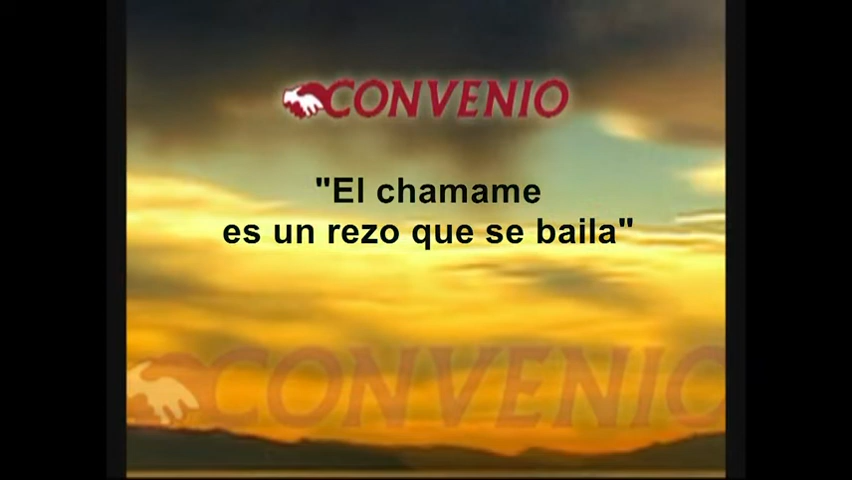 CONVENIO
"El chamame
es un rezo que se baila"
CONVENIO